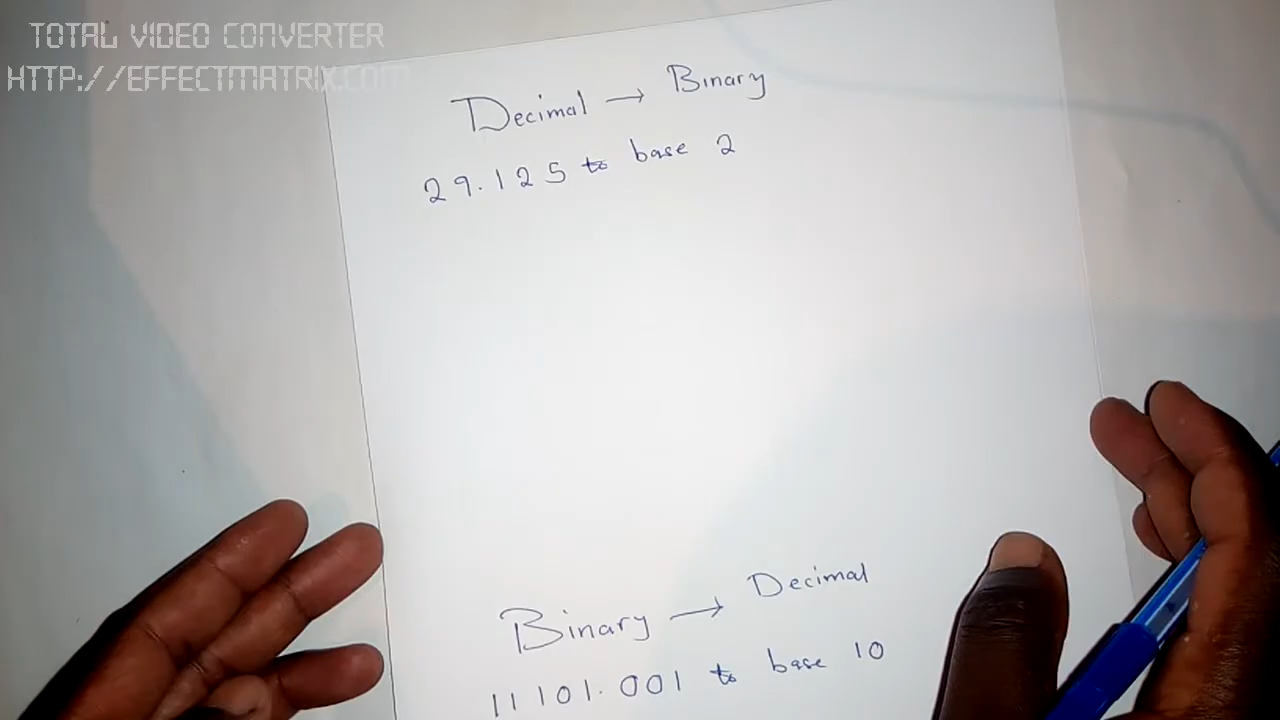 TOTAL VIDEO CONVERTER
HTTP://EFFECTMATRIX.COM
Decimal → Binary
29.125 to base 2
Binary → Decimal
11101.001 to base 10